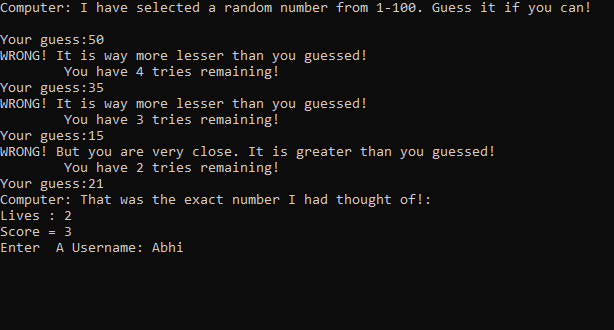 Computer: I have selected a random number from 1-100. Guess it if you can!
Your guess:50
WRONG! It is way more lesser than you guessed!
You have 4 tries remaining!
Your guess:35
WRONG! It is way more lesser than you guessed!
You have 3 tries remaining!
Your guess:15
WRONG! But you are very close. It is greater than you guessed!
You have 2 tries remaining!
Your guess:21
Computer: That was the exact number I had thought of!:
Lives : 2
Score = 3
Enter  A Username: Abhi